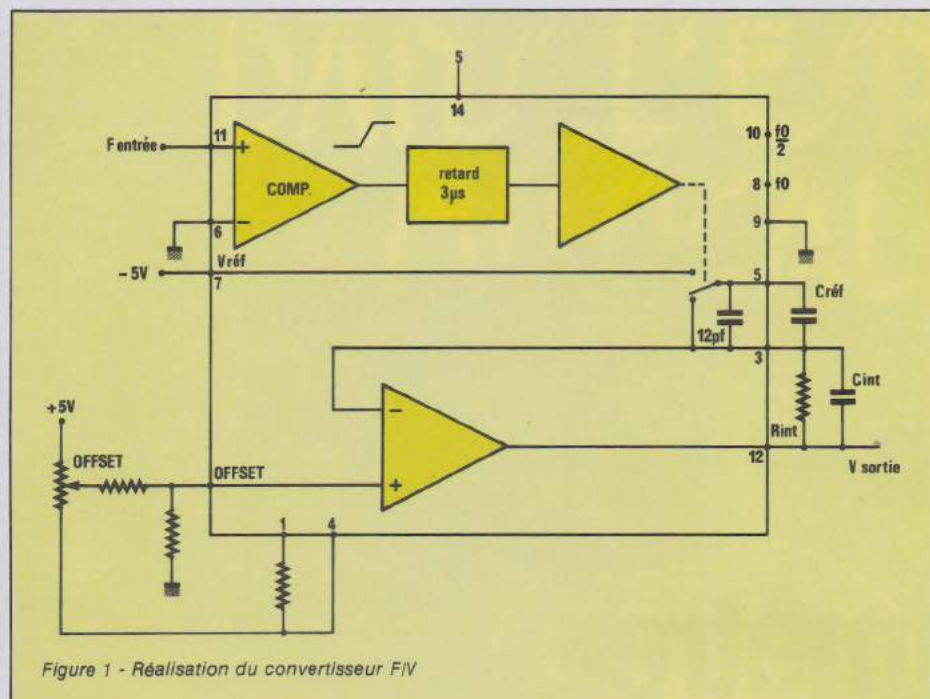 5
14
10 f0
2
F entrée
11
+
COMP.
retard
3µs
8 f0
−
6
9
Vréf
− 5V
7
5
Créf
12pf
3
Cint
+5V
−
Rint
OFFSET
OFFSET
12
V sortie
+
1
4
Figure 1 - Réalisation du convertisseur F/V